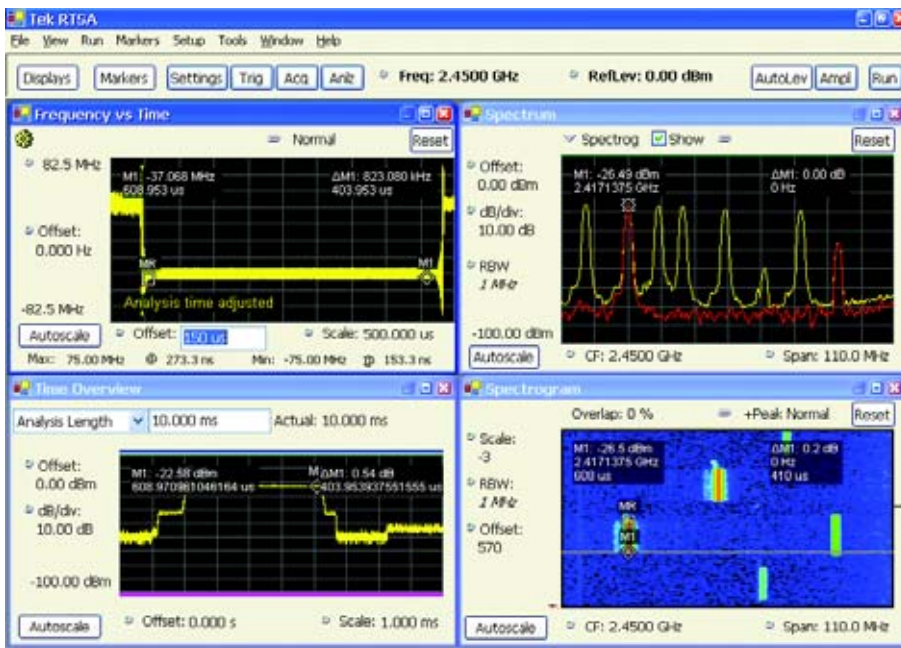 Tek RTSA
File View Run Markers Setup Tools Window Help
Displays Markers Settings Trig Acq Anlz Freq: 2.4500 GHz RefLev: 0.00 dBm AutoLev Ampl Run
Frequency vs Time
Normal Reset
82.5 MHz
M1: -37.068 MHz ΔM1: 823.080 kHz
608.953 us 403.953 us
Offset:
0.000 Hz
MR M1
Analysis time adjusted
-82.5 MHz
Autoscale Offset: 150 us Scale: 500.000 us
Max: 75.00 MHz @ 273.3 ns Min: -75.00 MHz @ 153.3 ns
Spectrum
Spectrog Show Reset
Offset:
0.00 dBm
M1: -26.49 dBm ΔM1: 0.00 dB
2.4171375 GHz 0 Hz
dB/div:
10.00 dB
RBW
1 MHz
-100.00 dBm
Autoscale CF: 2.4500 GHz Span: 110.0 MHz
Time Overview
Analysis Length 10.000 ms Actual: 10.000 ms
Offset:
0.00 dBm
M1: -22.58 dBm ΔM1: 0.54 dB
608.970961046164 us 403.953937551555 us
dB/div:
10.00 dB
-100.00 dBm
Autoscale Offset: 0.000 s Scale: 1.000 ms
Spectrogram
Overlap: 0 % +Peak Normal Reset
Scale:
-3
M1: -26.5 dBm ΔM1: 0.2 dB
2.4171375 GHz 0 Hz
608 us 410 us
RBW:
1 MHz
MR
M1
Offset:
570
Autoscale CF: 2.4500 GHz Span: 110.0 MHz